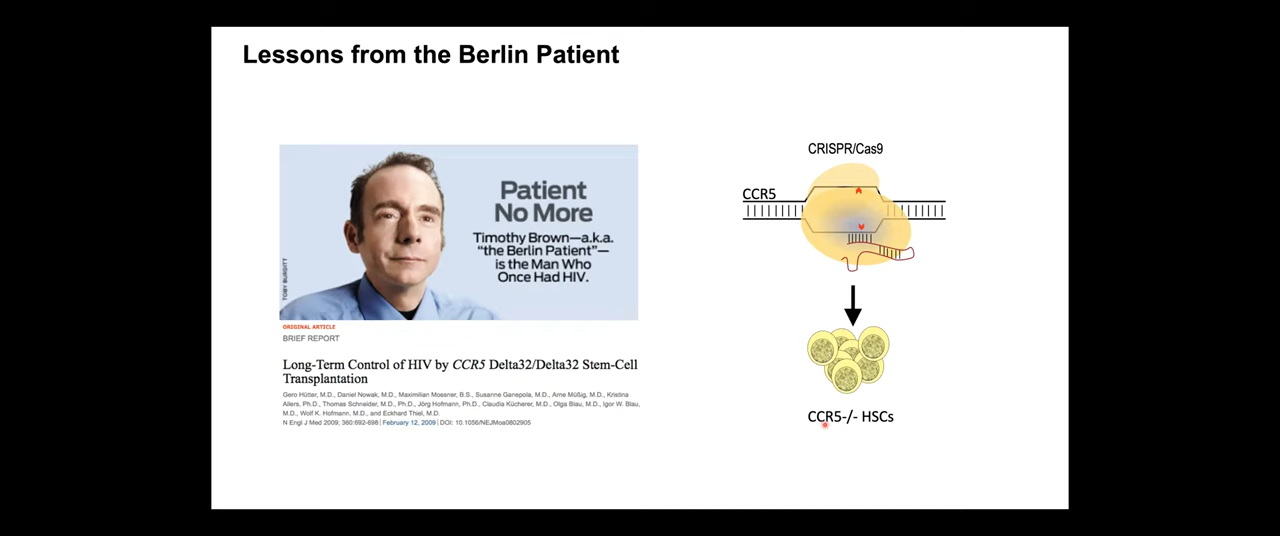 Lessons from the Berlin Patient
Patient
No More
Timothy Brown—a.k.a.
“the Berlin Patient”—
is the Man Who
Once Had HIV.
TOBY BURDITT
ORIGINAL ARTICLE
BRIEF REPORT
Long-Term Control of HIV by CCR5 Delta32/Delta32 Stem-Cell
Transplantation
Gero Hütter, M.D., Daniel Nowak, M.D., Maximilian Mossner, B.S., Susanne Ganepola, M.D., Arne Müßig, M.D., Kristina
Allers, Ph.D., Thomas Schneider, M.D., Ph.D., Jörg Hofmann, Ph.D., Claudia Kücherer, M.D., Olga Blau, M.D., Igor W. Blau,
M.D., Wolf K. Hofmann, M.D., and Eckhard Thiel, M.D.
N Engl J Med 2009; 360:692-698 | February 12, 2009 | DOI: 10.1056/NEJMoa0802905
CRISPR/Cas9
CCR5
CCR5-/- HSCs